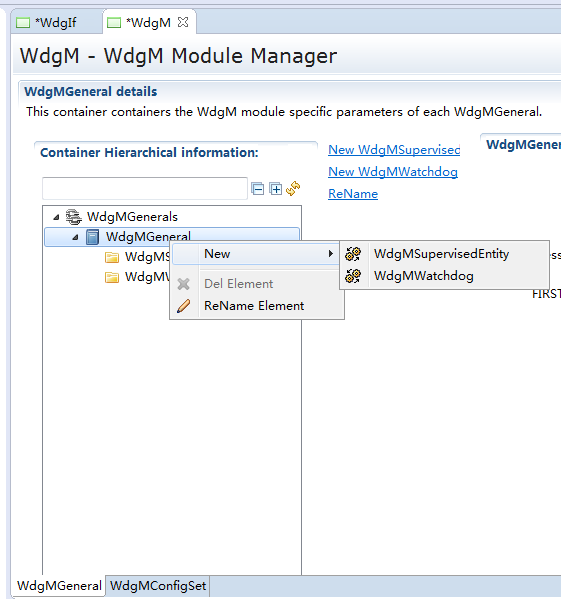 *WdgIf
*WdgM
WdgM - WdgM Module Manager
WdgMGeneral details
This container containers the WdgM module specific parameters of each WdgMGeneral.
Container Hierarchical information:
New WdgMSupervised
New WdgMWatchdog
ReName
WdgMGener
WdgMGenerals
WdgMGeneral
WdgMS
WdgMW
New
Del Element
ReName Element
WdgMSupervisedEntity
WdgMWatchdog
ess
FIRST
WdgMGeneral
WdgMConfigSet